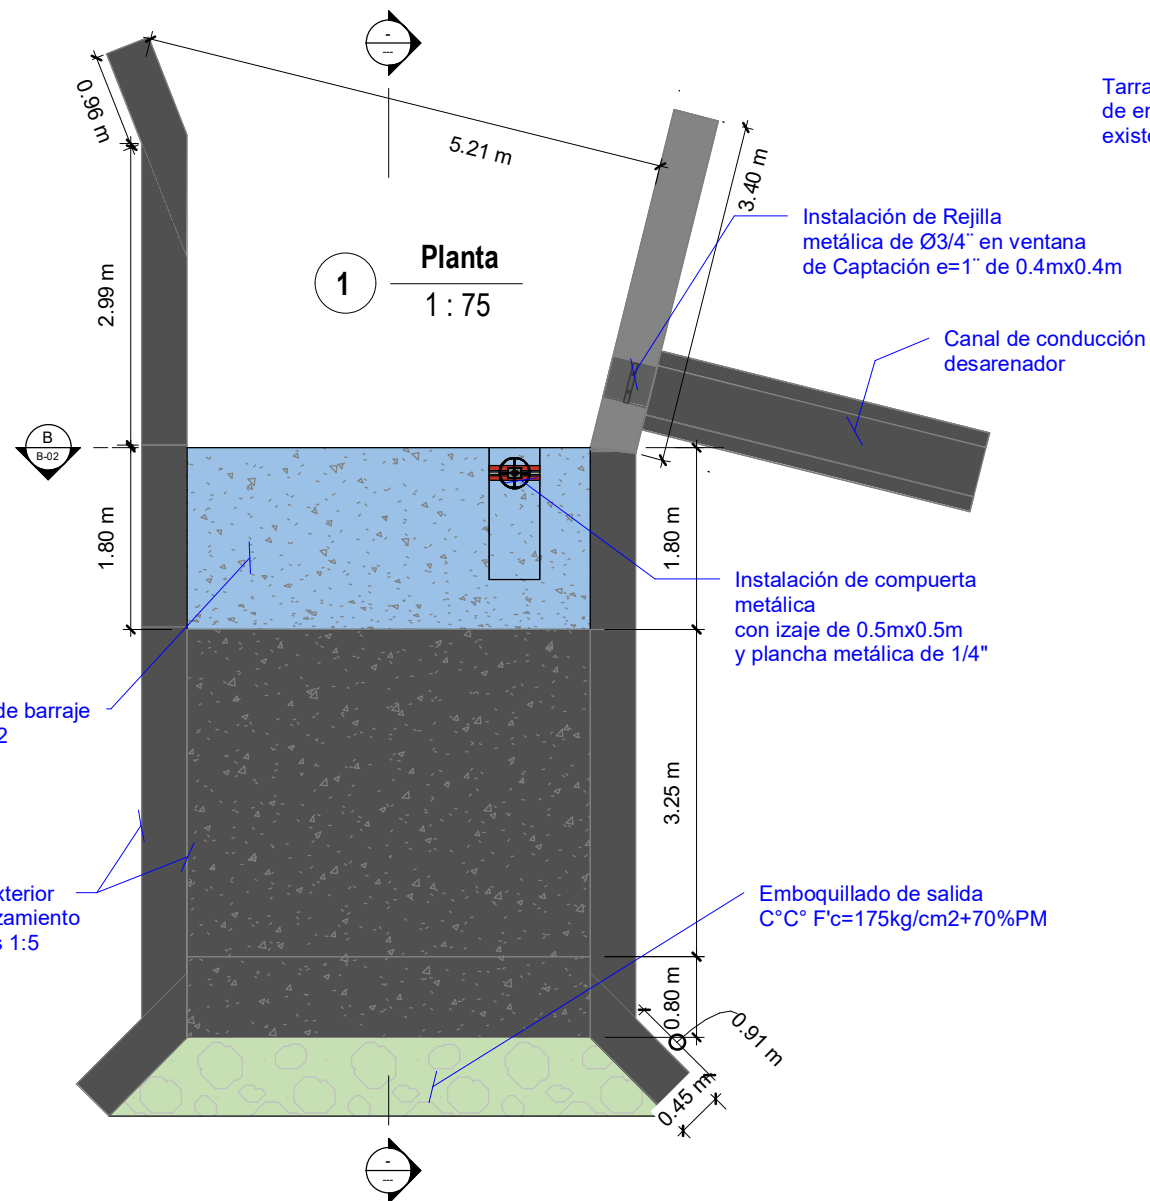 -
---
0.96 m
5.21 m
3.40 m
Instalación de Rejilla
metálica de Ø3/4¨ en ventana
de Captación e=1¨ de 0.4mx0.4m
1
Planta
1 : 75
2.99 m
Canal de conducción
desarenador
B
B-02
1.80 m
1.80 m
Instalación de compuerta
metálica
con izaje de 0.5mx0.5m
y plancha metálica de 1/4"
de barraje
2
3.25 m
xterior
zamiento
s 1:5
Emboquillado de salida
C°C° F'c=175kg/cm2+70%PM
0.80 m
0.91 m
0.45 m
-
---
Tarra
de en
existe